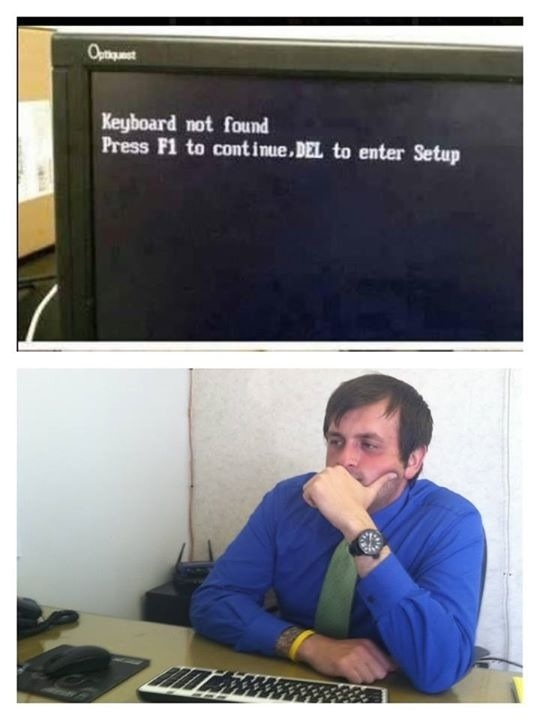 Optiquest
Keyboard not found
Press F1 to continue,DEL to enter Setup